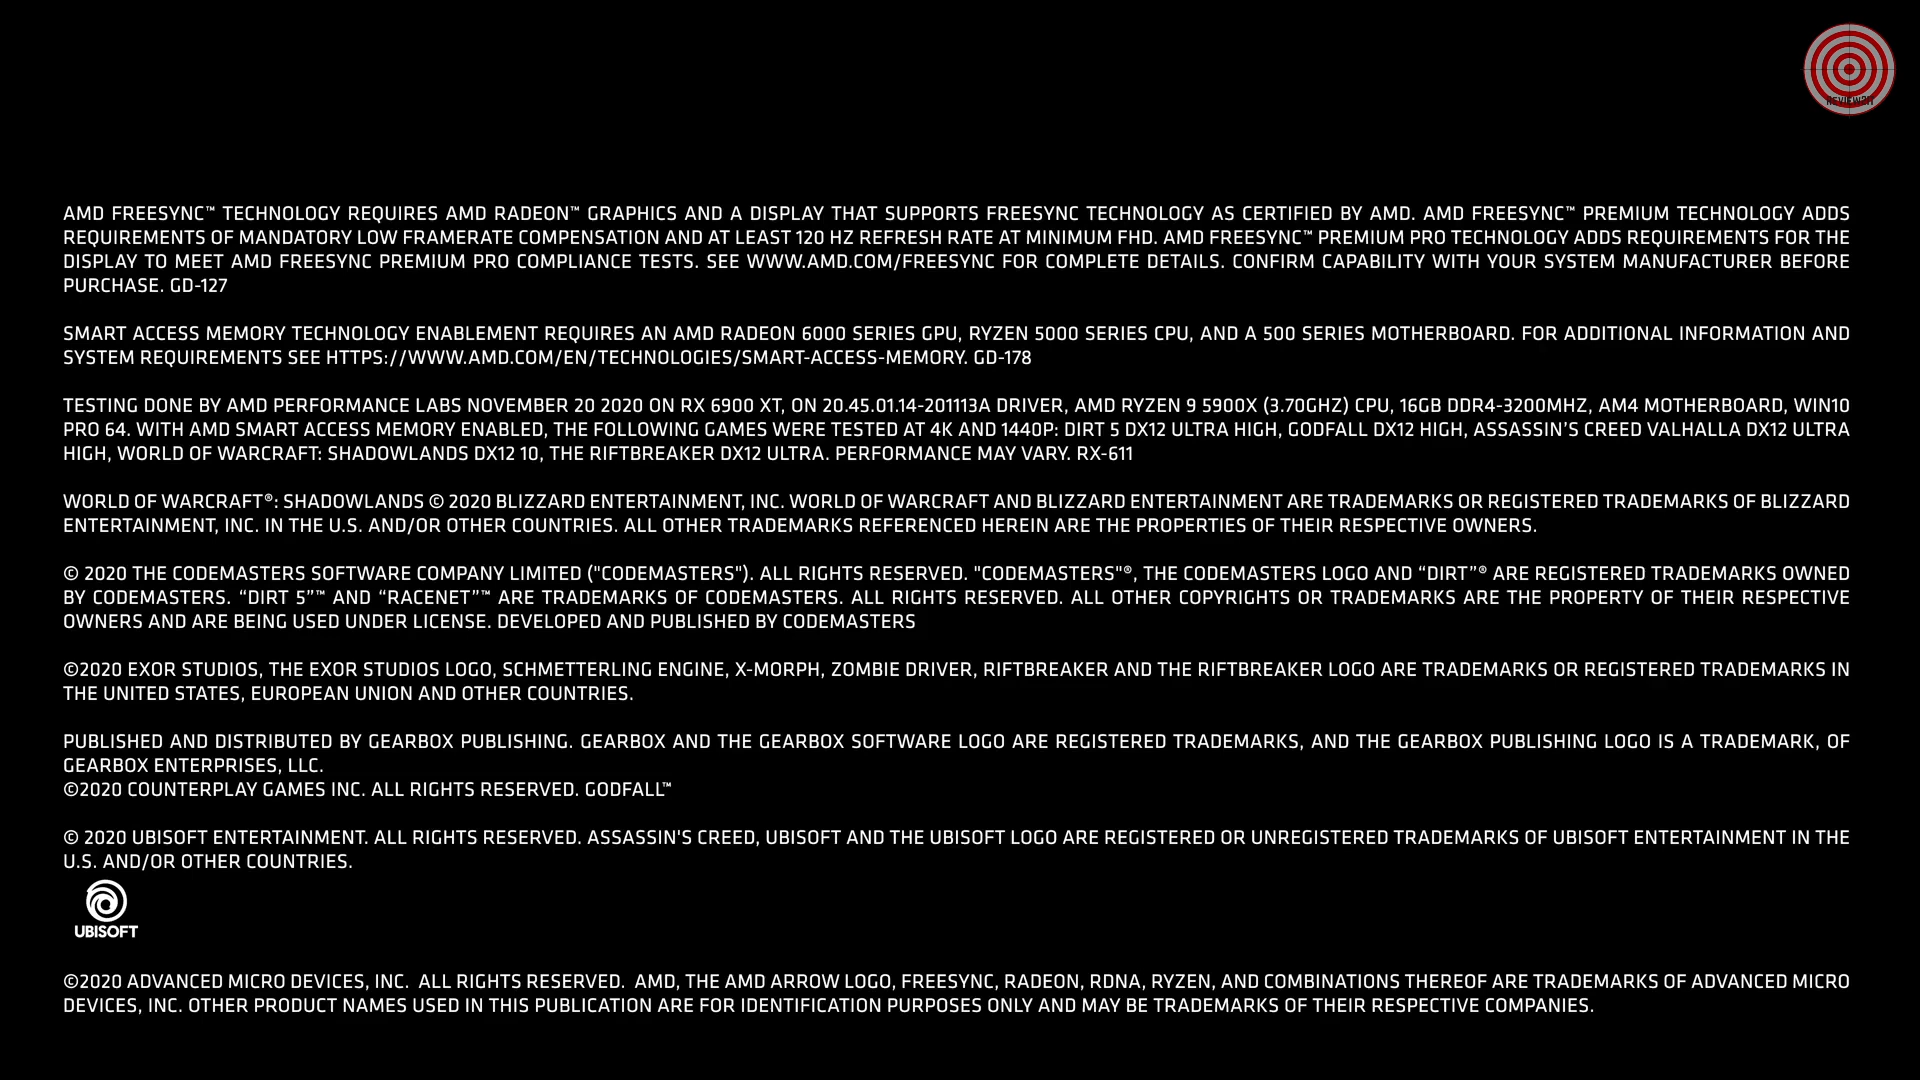 REVIEWZIT
AMD FREESYNC™ TECHNOLOGY REQUIRES AMD RADEON™ GRAPHICS AND A DISPLAY THAT SUPPORTS FREESYNC TECHNOLOGY AS CERTIFIED BY AMD. AMD FREESYNC™ PREMIUM TECHNOLOGY ADDS
REQUIREMENTS OF MANDATORY LOW FRAMERATE COMPENSATION AND AT LEAST 120 HZ REFRESH RATE AT MINIMUM FHD. AMD FREESYNC™ PREMIUM PRO TECHNOLOGY ADDS REQUIREMENTS FOR THE
DISPLAY TO MEET AMD FREESYNC PREMIUM PRO COMPLIANCE TESTS. SEE WWW.AMD.COM/FREESYNC FOR COMPLETE DETAILS. CONFIRM CAPABILITY WITH YOUR SYSTEM MANUFACTURER BEFORE
PURCHASE. GD-127
SMART ACCESS MEMORY TECHNOLOGY ENABLEMENT REQUIRES AN AMD RADEON 6000 SERIES GPU, RYZEN 5000 SERIES CPU, AND A 500 SERIES MOTHERBOARD. FOR ADDITIONAL INFORMATION AND
SYSTEM REQUIREMENTS SEE HTTPS://WWW.AMD.COM/EN/TECHNOLOGIES/SMART-ACCESS-MEMORY. GD-178
TESTING DONE BY AMD PERFORMANCE LABS NOVEMBER 20 2020 ON RX 6900 XT, ON 20.45.01.14-201113A DRIVER, AMD RYZEN 9 5900X (3.70GHZ) CPU, 16GB DDR4-3200MHZ, AM4 MOTHERBOARD, WIN10
PRO 64. WITH AMD SMART ACCESS MEMORY ENABLED, THE FOLLOWING GAMES WERE TESTED AT 4K AND 1440P: DIRT 5 DX12 ULTRA HIGH, GODFALL DX12 HIGH, ASSASSIN’S CREED VALHALLA DX12 ULTRA
HIGH, WORLD OF WARCRAFT: SHADOWLANDS DX12 10, THE RIFTBREAKER DX12 ULTRA. PERFORMANCE MAY VARY. RX-611
WORLD OF WARCRAFT®: SHADOWLANDS © 2020 BLIZZARD ENTERTAINMENT, INC. WORLD OF WARCRAFT AND BLIZZARD ENTERTAINMENT ARE TRADEMARKS OR REGISTERED TRADEMARKS OF BLIZZARD
ENTERTAINMENT, INC. IN THE U.S. AND/OR OTHER COUNTRIES. ALL OTHER TRADEMARKS REFERENCED HEREIN ARE THE PROPERTIES OF THEIR RESPECTIVE OWNERS.
© 2020 THE CODEMASTERS SOFTWARE COMPANY LIMITED ("CODEMASTERS"). ALL RIGHTS RESERVED. "CODEMASTERS"®, THE CODEMASTERS LOGO AND “DIRT”® ARE REGISTERED TRADEMARKS OWNED
BY CODEMASTERS. “DIRT 5”™ AND “RACENET”™ ARE TRADEMARKS OF CODEMASTERS. ALL RIGHTS RESERVED. ALL OTHER COPYRIGHTS OR TRADEMARKS ARE THE PROPERTY OF THEIR RESPECTIVE
OWNERS AND ARE BEING USED UNDER LICENSE. DEVELOPED AND PUBLISHED BY CODEMASTERS
©2020 EXOR STUDIOS, THE EXOR STUDIOS LOGO, SCHMETTERLING ENGINE, X-MORPH, ZOMBIE DRIVER, RIFTBREAKER AND THE RIFTBREAKER LOGO ARE TRADEMARKS OR REGISTERED TRADEMARKS IN
THE UNITED STATES, EUROPEAN UNION AND OTHER COUNTRIES.
PUBLISHED AND DISTRIBUTED BY GEARBOX PUBLISHING. GEARBOX AND THE GEARBOX SOFTWARE LOGO ARE REGISTERED TRADEMARKS, AND THE GEARBOX PUBLISHING LOGO IS A TRADEMARK, OF
GEARBOX ENTERPRISES, LLC.
©2020 COUNTERPLAY GAMES INC. ALL RIGHTS RESERVED. GODFALL™
© 2020 UBISOFT ENTERTAINMENT. ALL RIGHTS RESERVED. ASSASSIN'S CREED, UBISOFT AND THE UBISOFT LOGO ARE REGISTERED OR UNREGISTERED TRADEMARKS OF UBISOFT ENTERTAINMENT IN THE
U.S. AND/OR OTHER COUNTRIES.
UBISOFT
©2020 ADVANCED MICRO DEVICES, INC. ALL RIGHTS RESERVED. AMD, THE AMD ARROW LOGO, FREESYNC, RADEON, RDNA, RYZEN, AND COMBINATIONS THEREOF ARE TRADEMARKS OF ADVANCED MICRO
DEVICES, INC. OTHER PRODUCT NAMES USED IN THIS PUBLICATION ARE FOR IDENTIFICATION PURPOSES ONLY AND MAY BE TRADEMARKS OF THEIR RESPECTIVE COMPANIES.